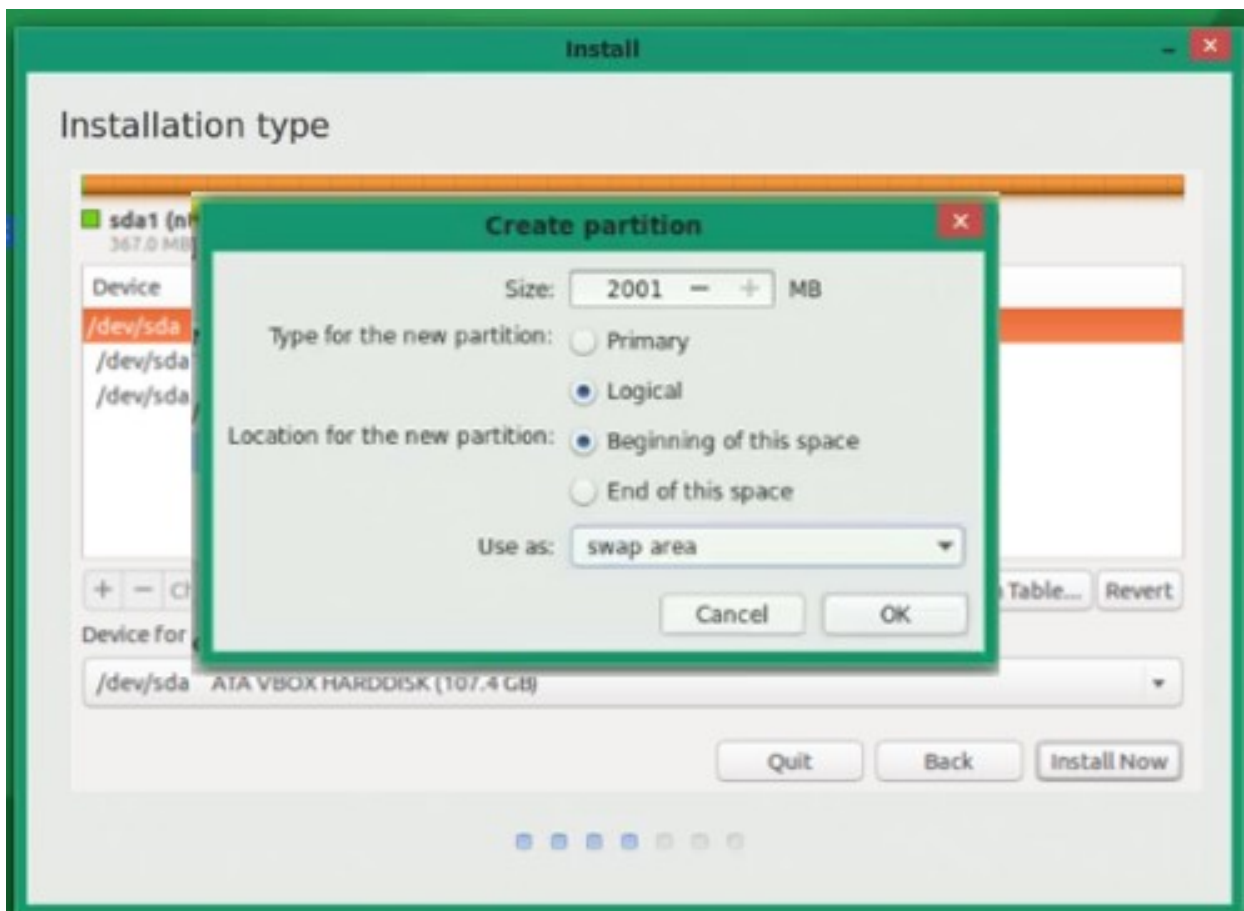 Install
Installation type
sda1
367.0 MB
Create partition
Size: 2001 − + MB
Device
/dev/sda
Type for the new partition: Primary
/dev/sda
/dev/sda
Logical
Location for the new partition: Beginning of this space
End of this space
Use as: swap area
+ − Table... Revert
Cancel OK
Device for
/dev/sda ATA VBOX HARDDISK (107.4 GB)
Quit Back Install Now